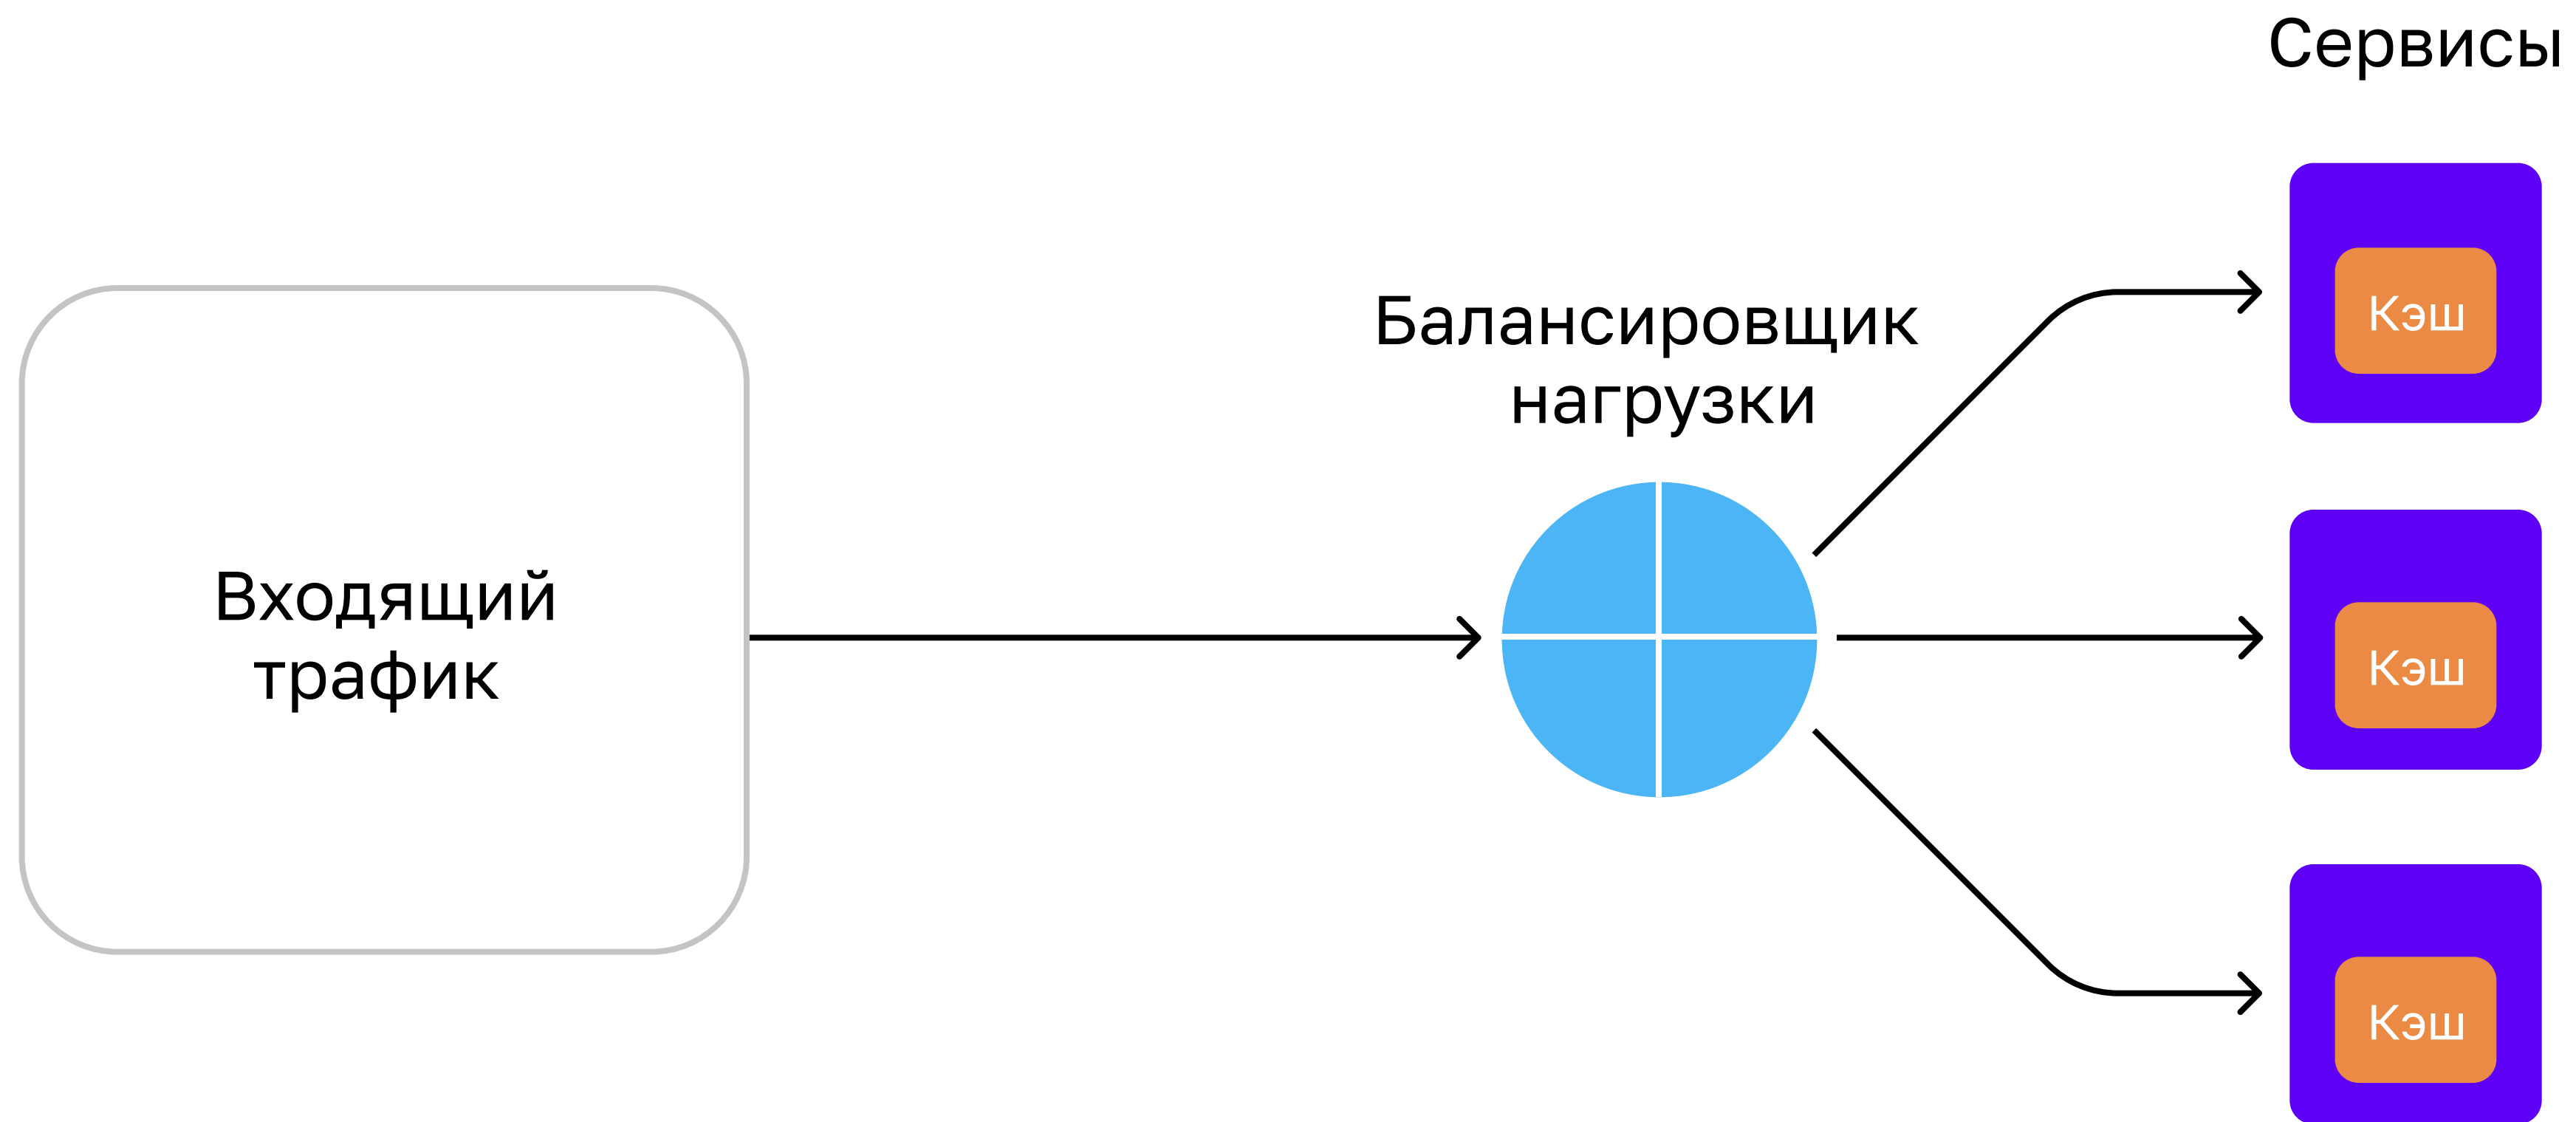 Сервисы
Балансировщик
нагрузки
Входящий
трафик
Кэш
Кэш
Кэш